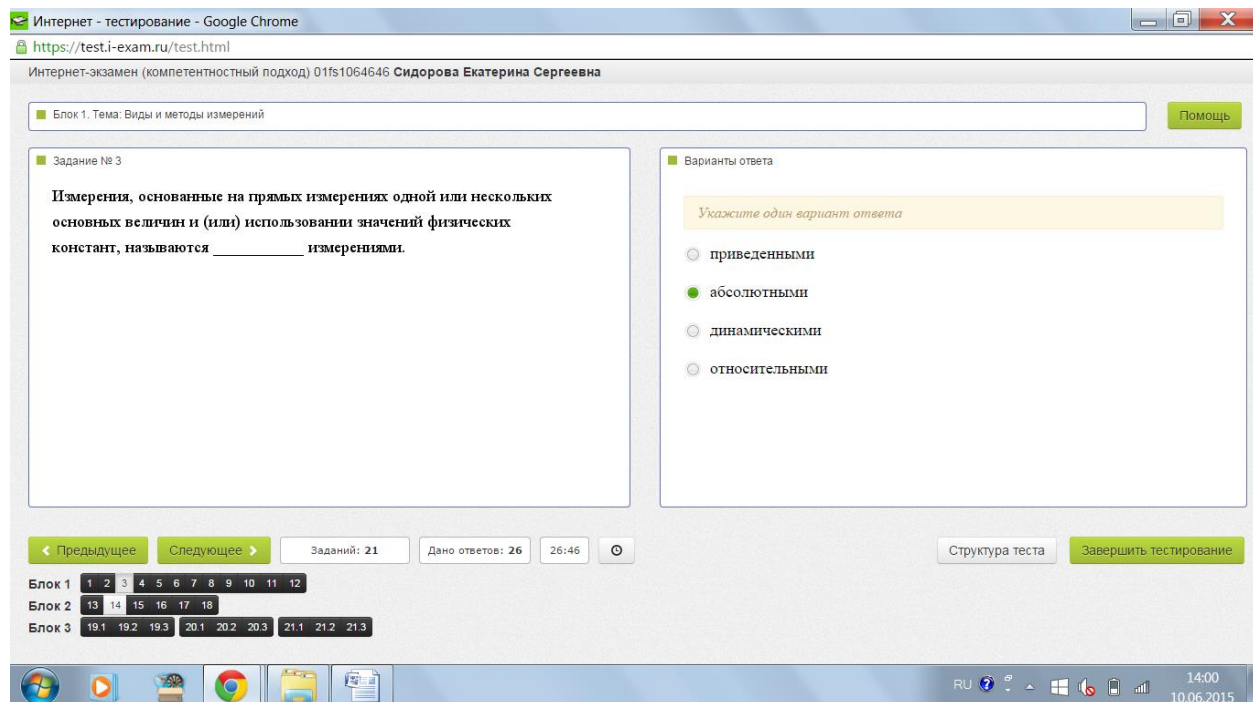 Интернет - тестирование - Google Chrome
https://test.i-exam.ru/test.html
Интернет-экзамен (компетентностный подход) 01fs1064646 Сидорова Екатерина Сергеевна
Блок 1. Тема: Виды и методы измерений
Помощь
Задание № 3
Измерения, основанные на прямых измерениях одной или нескольких
основных величин и (или) использовании значений физических
констант, называются ____________ измерениями.
Варианты ответа
Укажите один вариант ответа
приведенными
абсолютными
динамическими
относительными
Предыдущее
Следующее
Заданий: 21
Дано ответов: 26
26:46
Структура теста
Завершить тестирование
Блок 1 1 2 3 4 5 6 7 8 9 10 11 12
Блок 2 13 14 15 16 17 18
Блок 3 19.1 19.2 19.3 20.1 20.2 20.3 21.1 21.2 21.3
RU
14:00
10.06.2015